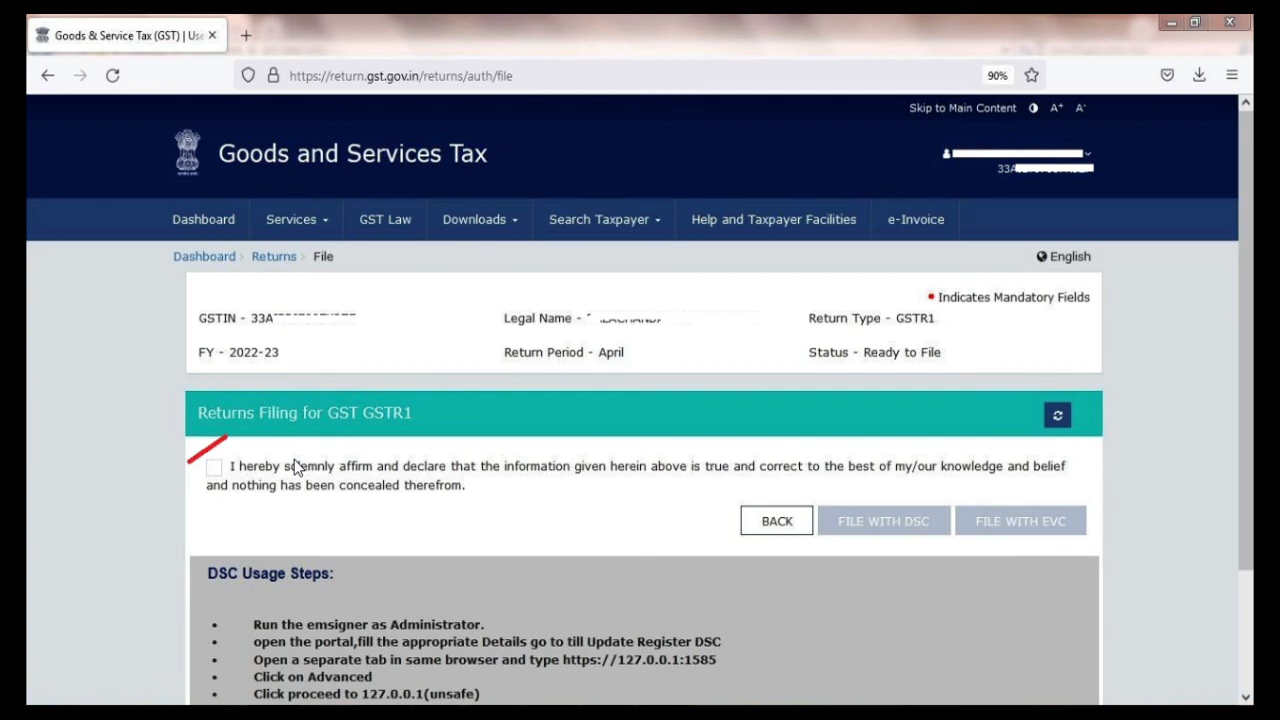 Goods & Service Tax (GST) | Use
https://return.gst.gov.in/returns/auth/file
90%
Skip to Main Content A+ A-
Goods and Services Tax
Dashboard Services GST Law Downloads Search Taxpayer Help and Taxpayer Facilities e-Invoice
Dashboard Returns File
English
Indicates Mandatory Fields
GSTIN - 33A Legal Name - Return Type - GSTR1
FY - 2022-23 Return Period - April Status - Ready to File
Returns Filing for GST GSTR1
I hereby solemnly affirm and declare that the information given herein above is true and correct to the best of my/our knowledge and belief
and nothing has been concealed therefrom.
BACK FILE WITH DSC FILE WITH EVC
DSC Usage Steps:
• Run the emsigner as Administrator.
• open the portal,fill the appropriate Details go to till Update Register DSC
• Open a separate tab in same browser and type https://127.0.0.1:1585
• Click on Advanced
• Click proceed to 127.0.0.1(unsafe)